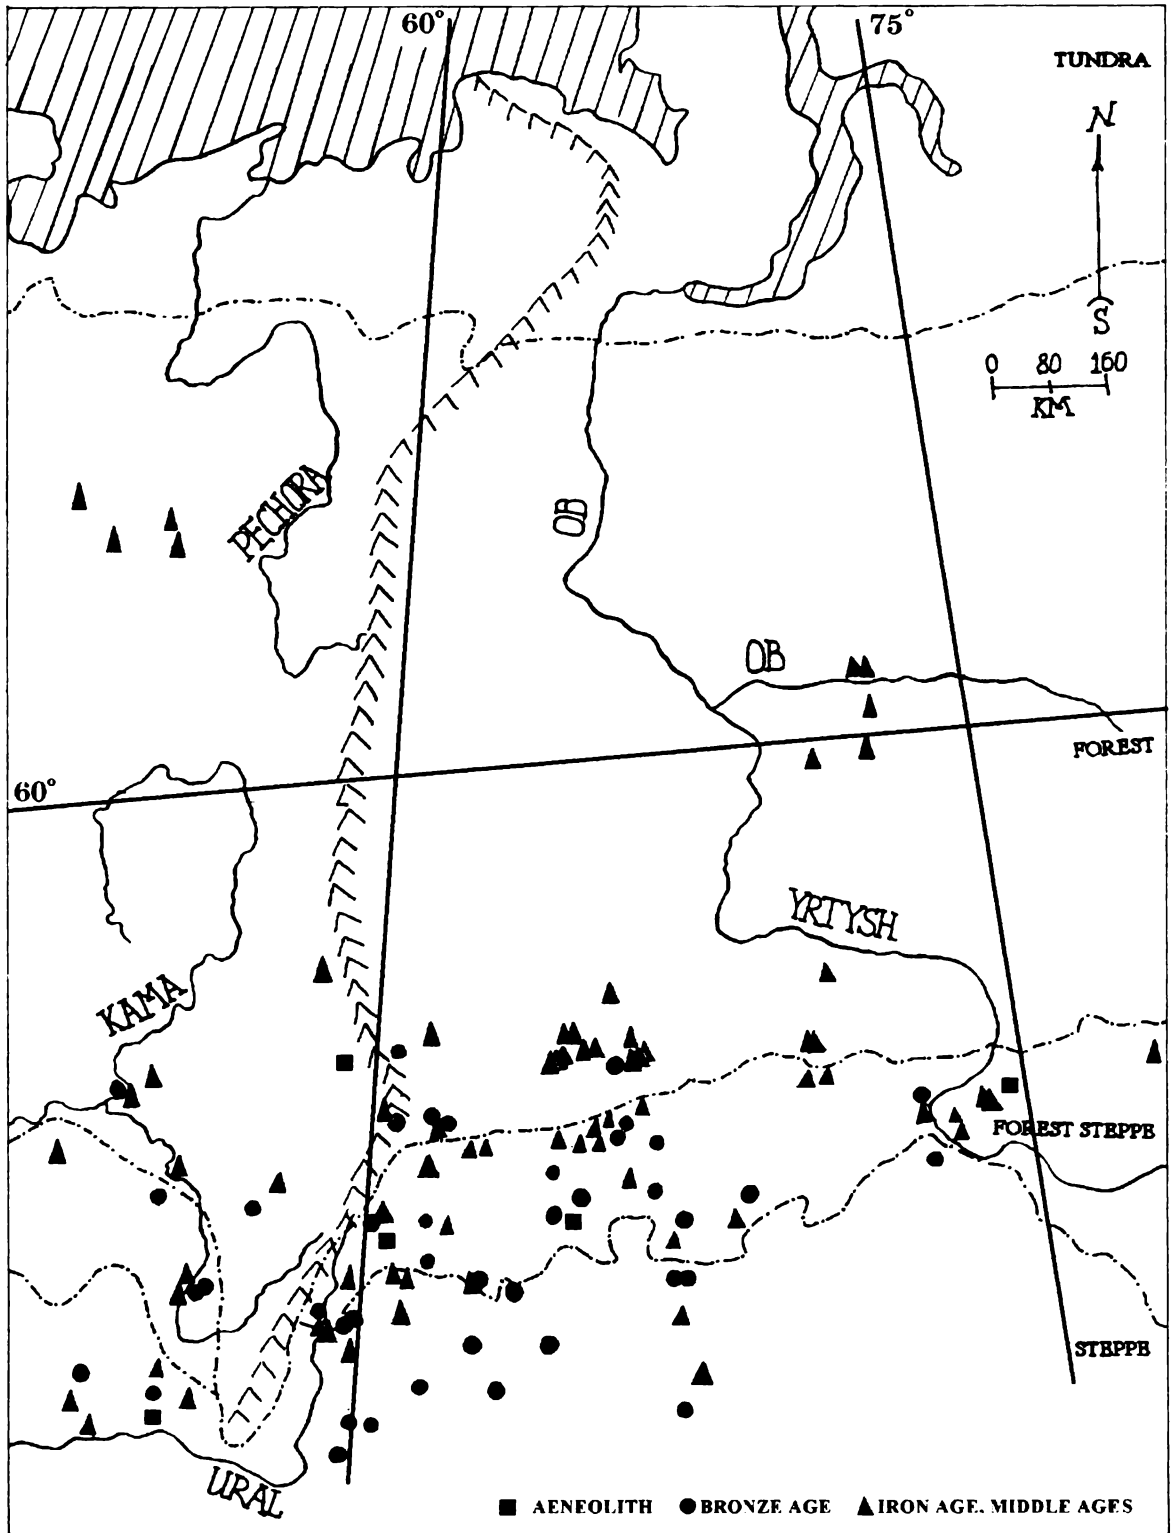 60° 75°
TUNDRA
N
S
0 80 160
KM
PECHORA
OB
OB
FOREST
60°
YRTYSH
KAMA
FOREST STEPPE
STEPPE
URAL
AENEOLITH BRONZE AGE IRON AGE. MIDDLE AGES